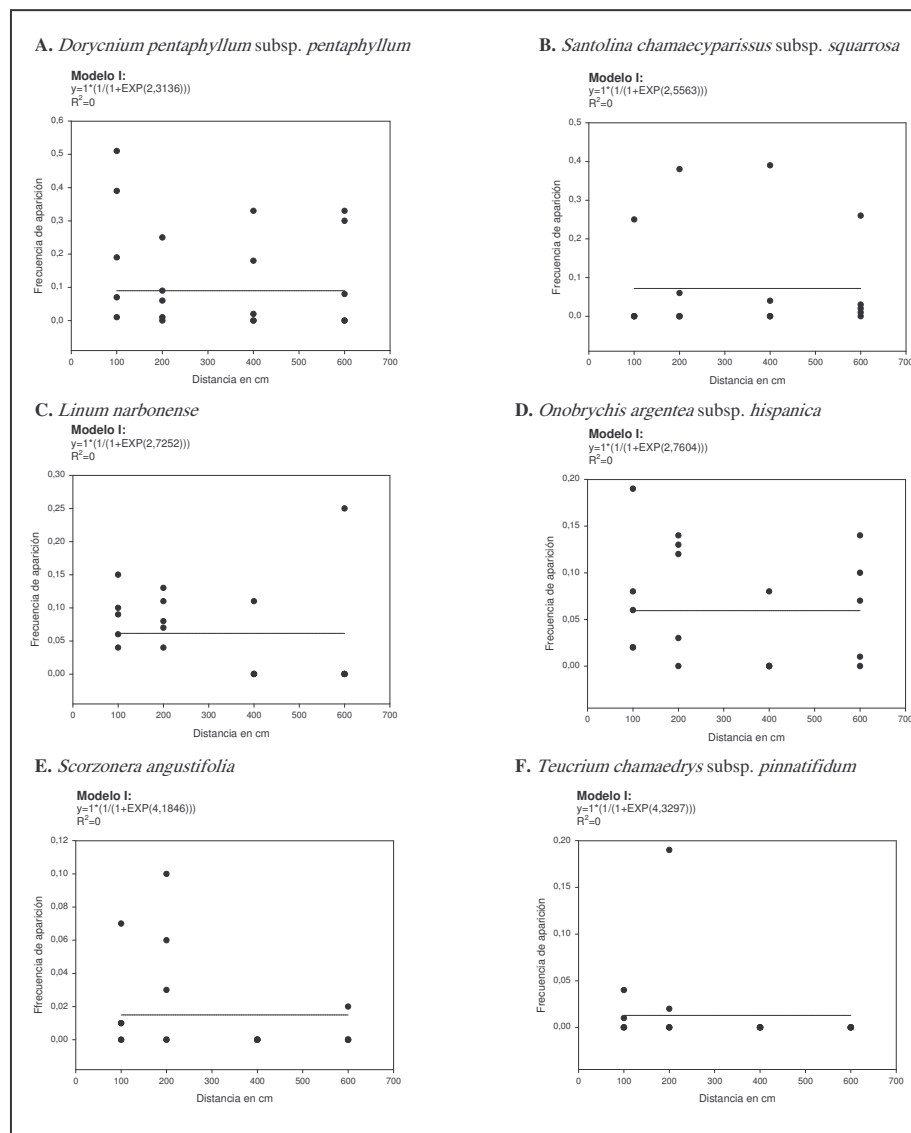 A. Dorycnium pentaphyllum subsp. pentaphyllum
Modelo I:
y=1*(1/(1+EXP(2,3136)))
R²=0
Frecuencia de aparición
0,6
0,5
0,4
0,3
0,2
0,1
0,0
0 100 200 300 400 500 600 700
Distancia en cm
B. Santolina chamaecyparissus subsp. squarrosa
Modelo I:
y=1*(1/(1+EXP(2,5563)))
R²=0
Frecuencia de aparición
0,5
0,4
0,3
0,2
0,1
0,0
0 100 200 300 400 500 600 700
Distancia en cm
C. Linum narbonense
Modelo I:
y=1*(1/(1+EXP(2,7252)))
R²=0
Frecuencia de aparición
0,30
0,25
0,20
0,15
0,10
0,05
0,00
0 100 200 300 400 500 600 700
Distancia en cm
D. Onobrychis argentea subsp. hispanica
Modelo I:
y=1*(1/(1+EXP(2,7604)))
R²=0
Frecuencia de aparición
0,20
0,15
0,10
0,05
0,00
0 100 200 300 400 500 600 700
Distancia en cm
E. Scorzonera angustifolia
Modelo I:
y=1*(1/(1+EXP(4,1846)))
R²=0
Ffrecuencia de aparición
0,12
0,10
0,08
0,06
0,04
0,02
0,00
0 100 200 300 400 500 600 700
Distancia en cm
F. Teucrium chamaedrys subsp. pinnatifidum
Modelo I:
y=1*(1/(1+EXP(4,3297)))
R²=0
Frecuencia de aparición
0,20
0,15
0,10
0,05
0,00
0 100 200 300 400 500 600 700
Distancia en cm